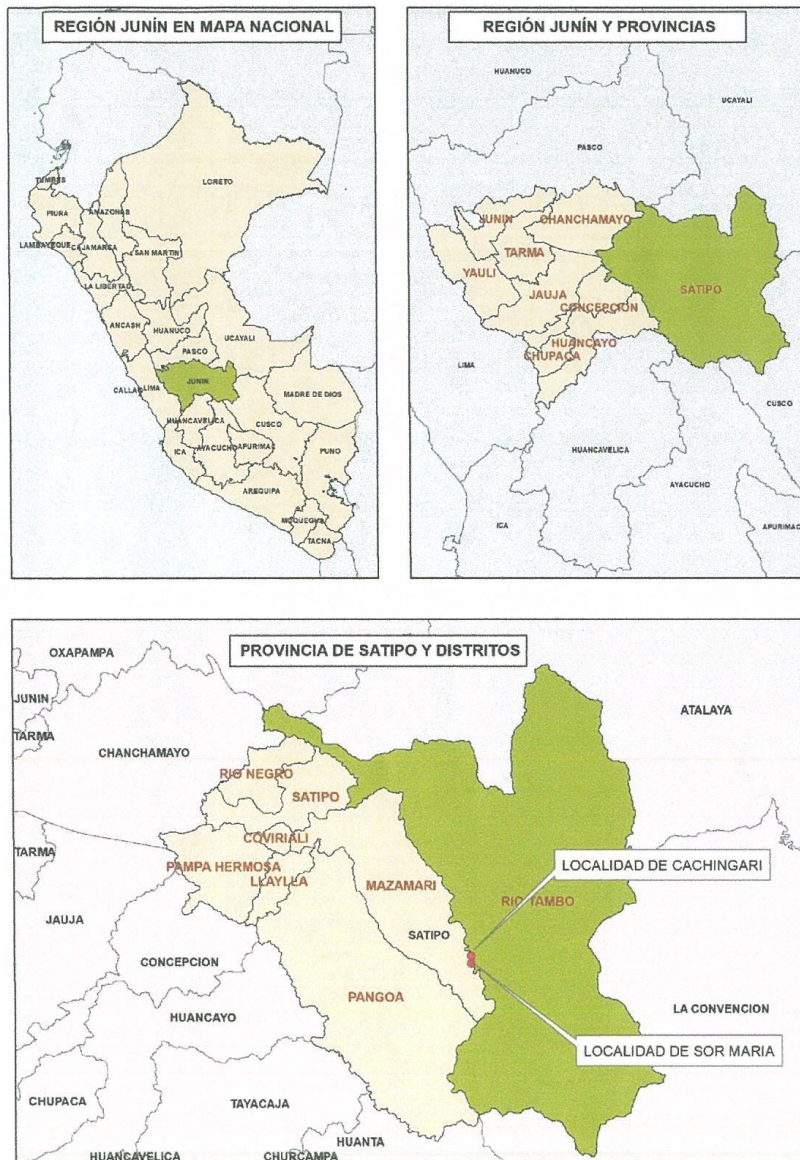 REGIÓN JUNÍN EN MAPA NACIONAL
TUMBES
LORETO
PIURA
AMAZONAS
LAMBAYEQUE
CAJAMARCA
SAN MARTIN
LA LIBERTAD
ANCASH
HUANUCO
UCAYALI
PASCO
JUNIN
CALLAO
LIMA
MADRE DE DIOS
HUANCAVELICA
CUSCO
ICA
AYACUCHO
APURIMAC
PUNO
AREQUIPA
MOQUEGUA
TACNA
REGIÓN JUNÍN Y PROVINCIAS
HUANUCO
UCAYALI
PASCO
JUNIN
CHANCHAMAYO
TARMA
YAULI
JAUJA
SATIPO
CONCEPCION
HUANCAYO
CHUPACA
LIMA
CUSCO
HUANCAVELICA
AYACUCHO
ICA
APURIMAC
PROVINCIA DE SATIPO Y DISTRITOS
OXAPAMPA
JUNIN
TARMA
ATALAYA
CHANCHAMAYO
RIO NEGRO
SATIPO
COVIRIALI
TARMA
PAMPA HERMOSA
LLAYLLA
MAZAMARI
LOCALIDAD DE CACHINGARI
RIO TAMBO
JAUJA
SATIPO
CONCEPCION
PANGOA
LA CONVENCION
HUANCAYO
LOCALIDAD DE SOR MARIA
CHUPACA
TAYACAJA
HUANTA
HUANCAVELICA
CHURCAMPA